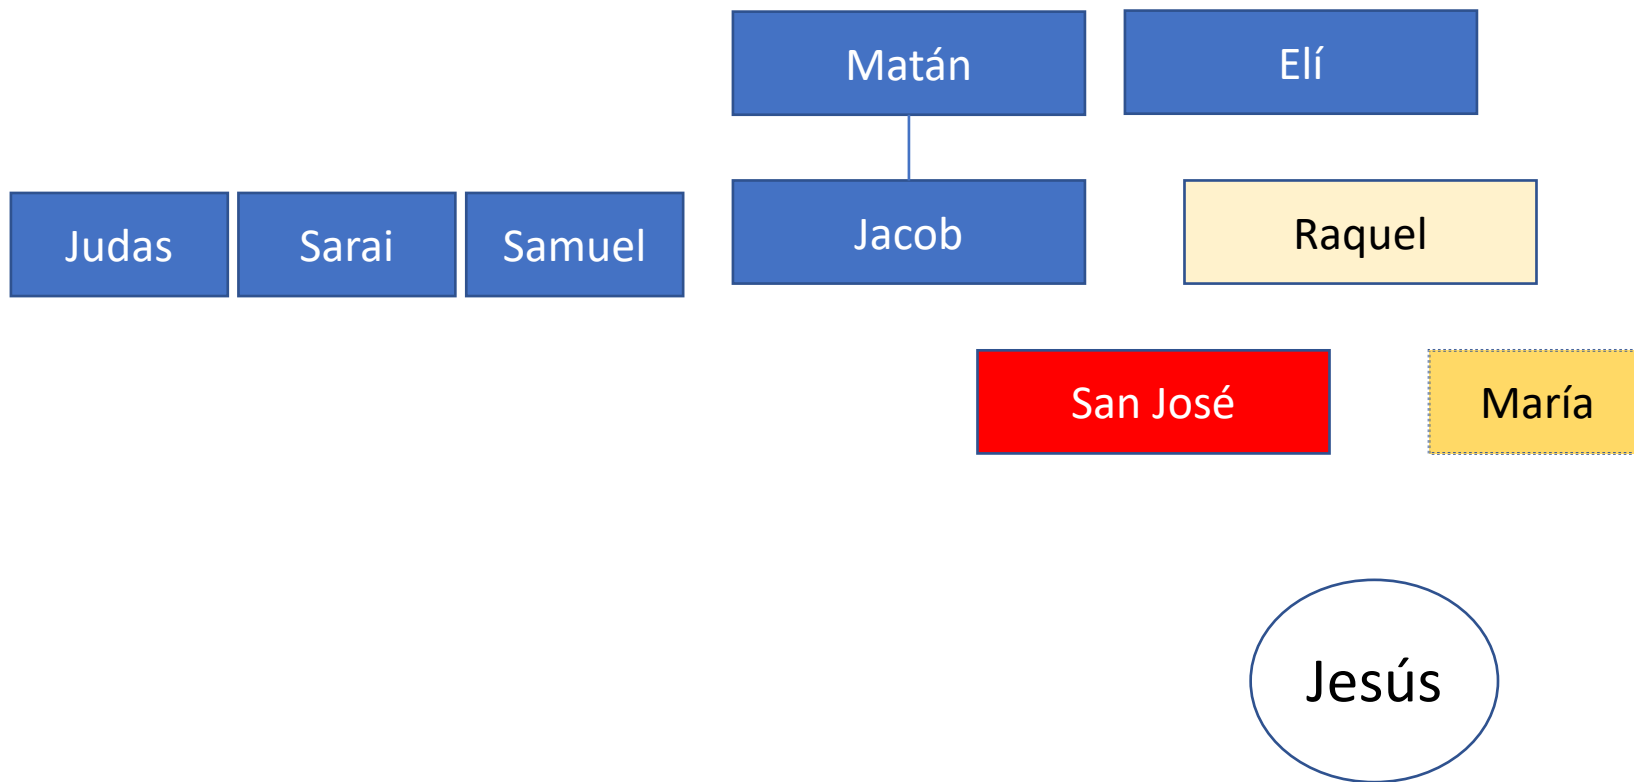 Matán
Elí
Judas
Sarai
Samuel
Jacob
Raquel
San José
María
Jesús